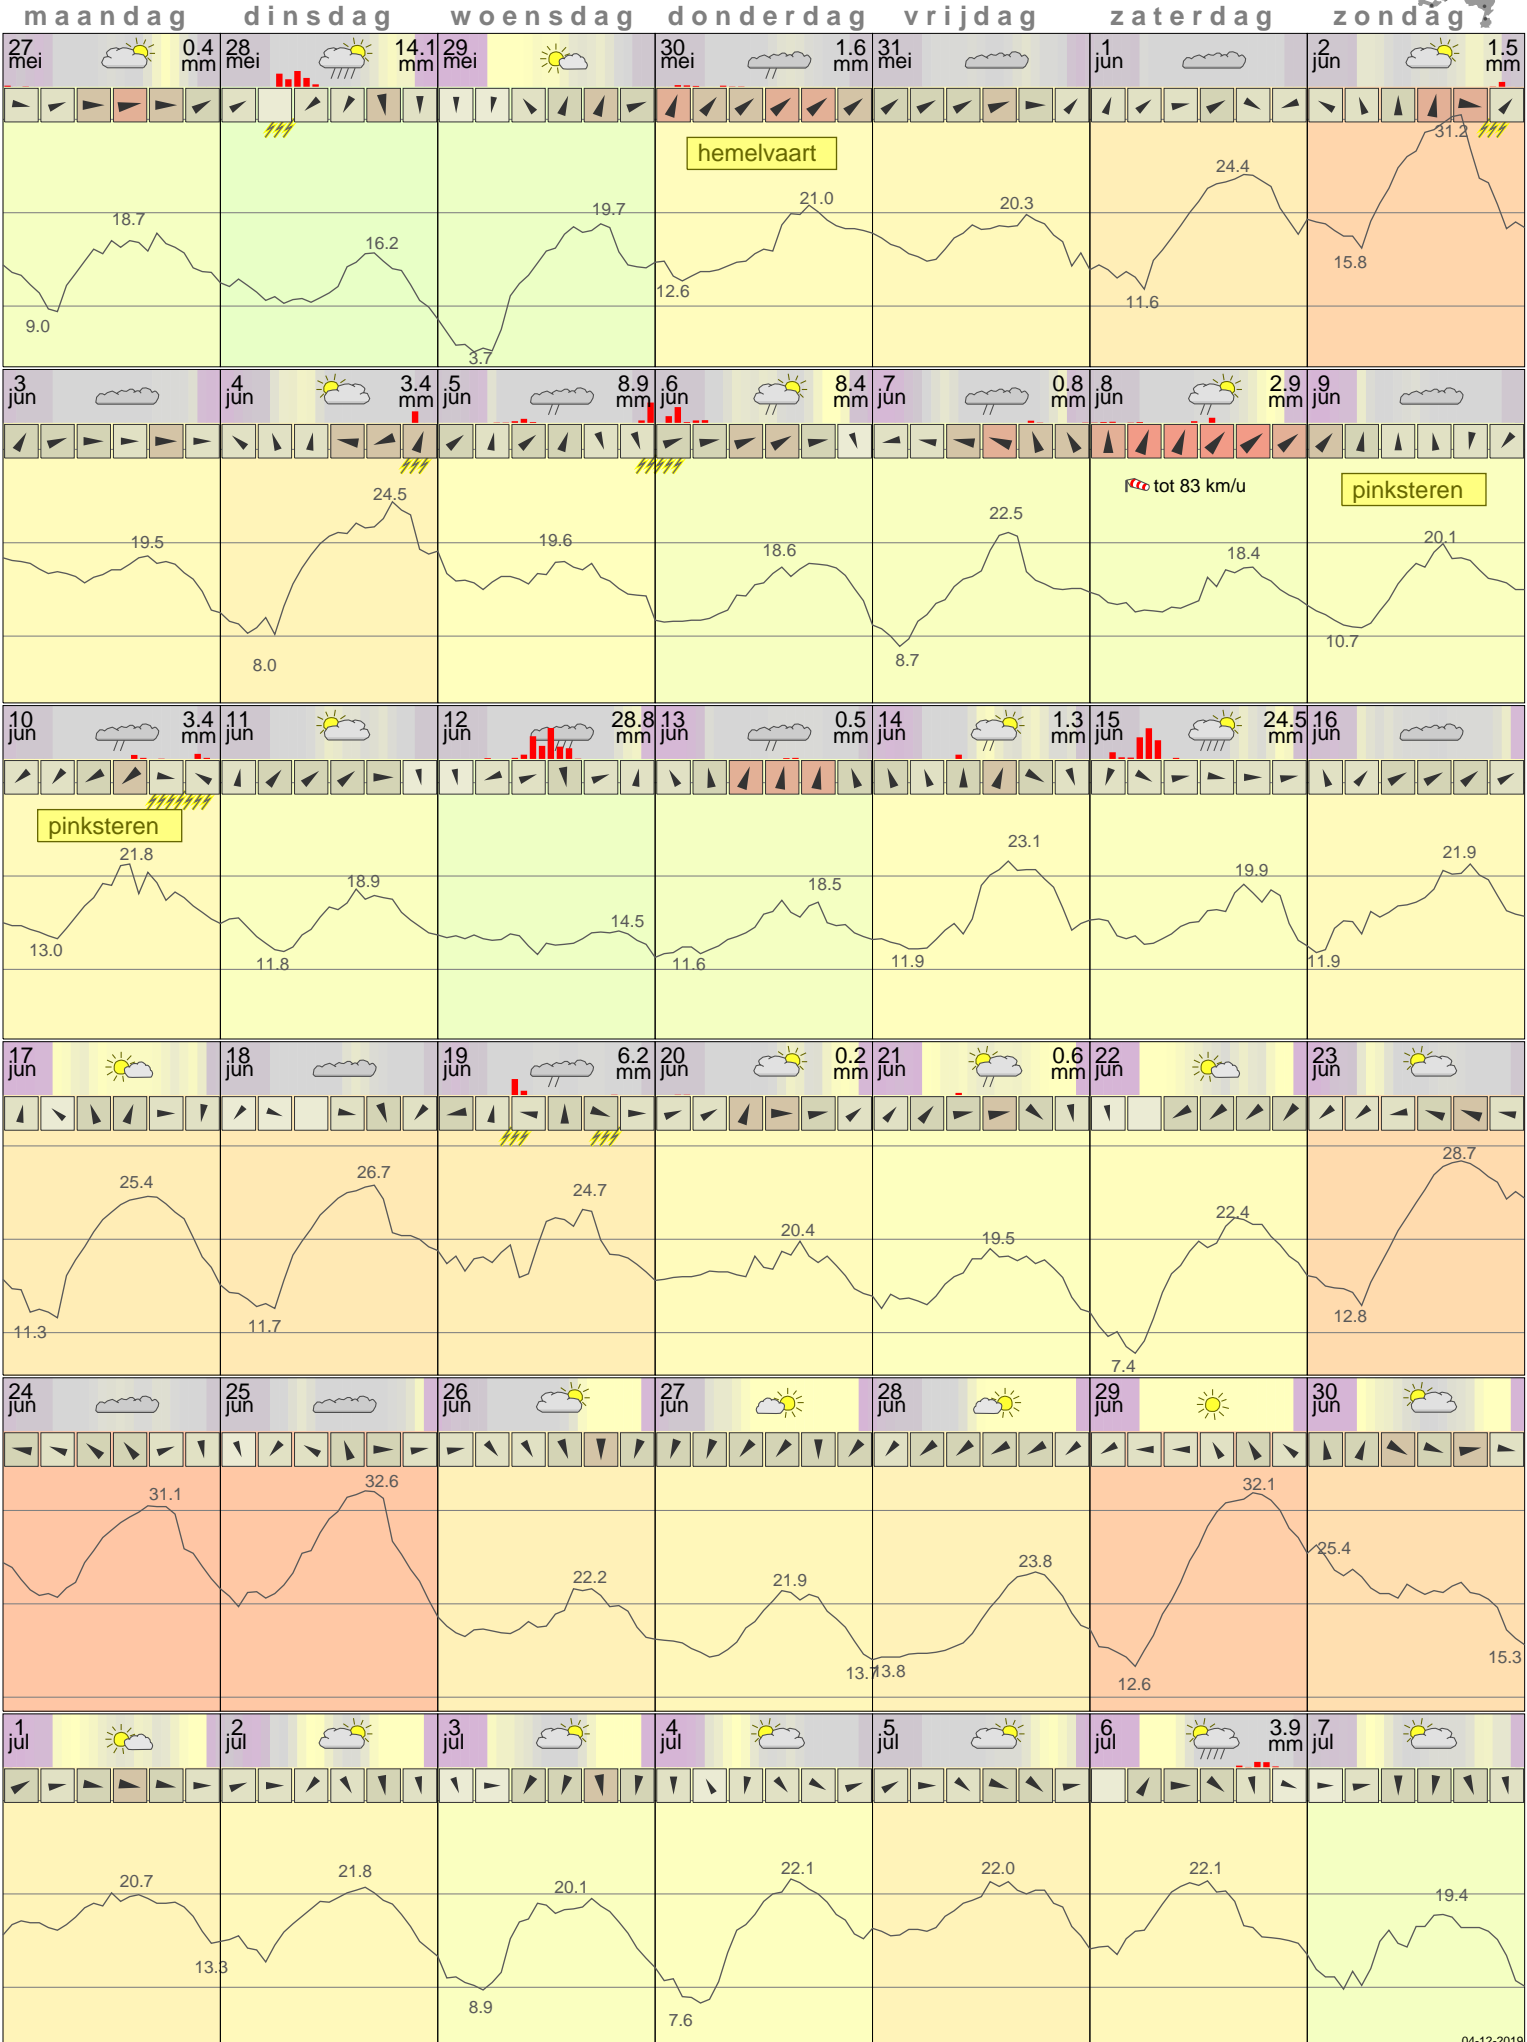 maandag dinsdag woensdag donderdag vrijdag zaterdag zondag
27 mei 0.4 mm 28 mei 14.1 mm 29 mei 30 mei 1.6 mm 31 mei 1 jun 2 jun 1.5 mm
hemelvaart
18.7 16.2 19.7 21.0 20.3 24.4 31.2
9.0 3.7 12.6 11.6 15.8
3 jun 4 jun 3.4 mm 5 jun 8.9 mm 6 jun 8.4 mm 7 jun 0.8 mm 8 jun 2.9 mm 9 jun
tot 83 km/u pinksteren
19.5 24.5 19.6 18.6 22.5 18.4 20.1
8.0 8.7 10.7
10 jun 3.4 mm 11 jun 12 jun 28.8 mm 13 jun 0.5 mm 14 jun 1.3 mm 15 jun 24.5 mm 16 jun
pinksteren
21.8 18.9 14.5 18.5 23.1 19.9 21.9
13.0 11.8 11.6 11.9 11.9
17 jun 18 jun 19 jun 6.2 mm 20 jun 0.2 mm 21 jun 0.6 mm 22 jun 23 jun
25.4 26.7 24.7 20.4 19.5 22.4 28.7
11.3 11.7 7.4 12.8
24 jun 25 jun 26 jun 27 jun 28 jun 29 jun 30 jun
31.1 32.6 22.2 21.9 23.8 32.1 25.4
13.7 13.8 12.6 15.3
1 jul 2 jul 3 jul 4 jul 5 jul 6 jul 3.9 mm 7 jul
20.7 21.8 20.1 22.1 22.0 22.1 19.4
13.3 8.9 7.6
04-12-2019